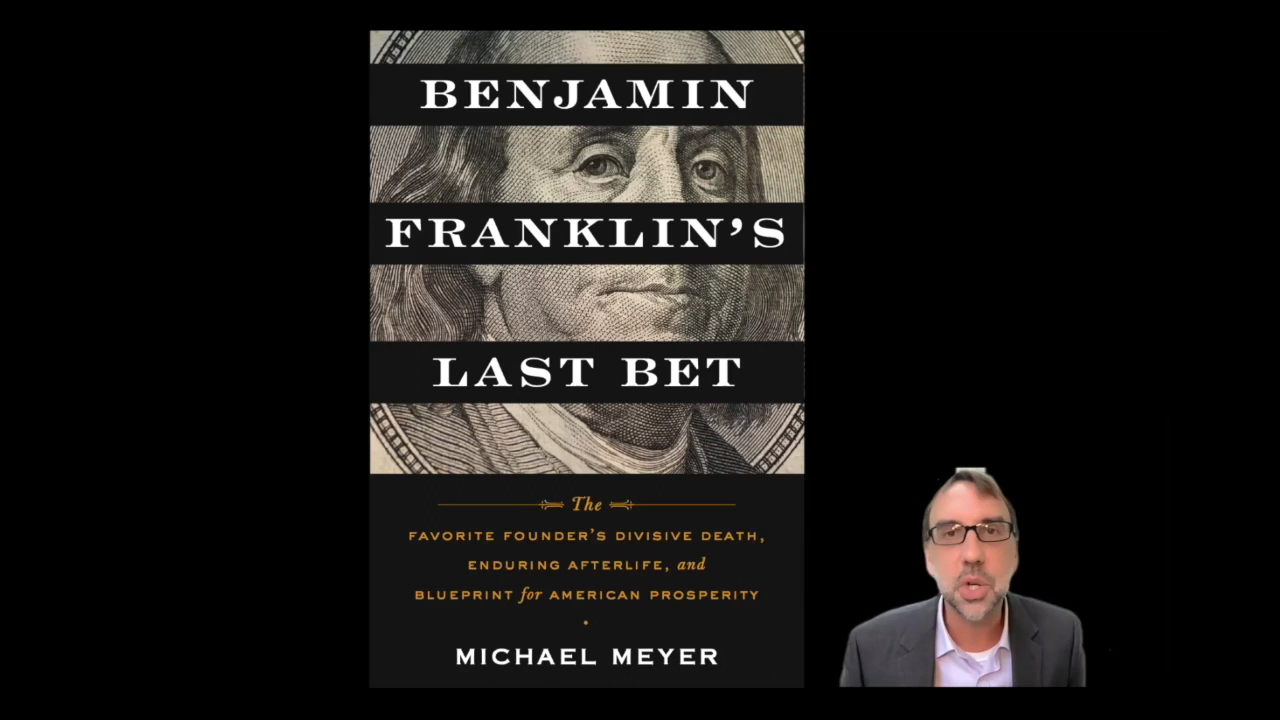 BENJAMIN
FRANKLIN'S
LAST BET
The
FAVORITE FOUNDER'S DIVISIVE DEATH,
ENDURING AFTERLIFE, and
BLUEPRINT for AMERICAN PROSPERITY
MICHAEL MEYER